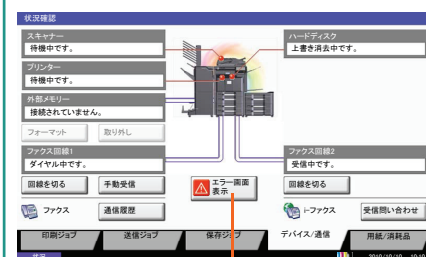 状況確認
スキャナー
待機中です。
プリンター
待機中です。
外部メモリー
接続されていません。
フォーマット
取り外し
ファクス回線1
ダイヤル中です。
回線を切る
手動受信
ファクス
通信履歴
ハードディスク
上書き消去中です。
ファクス回線2
受信中です。
エラー画面
表示
回線を切る
i-ファクス
受信問い合わせ
印刷ジョブ
送信ジョブ
保存ジョブ
デバイス/通信
用紙/消耗品
状況
2010/10/10 10:10